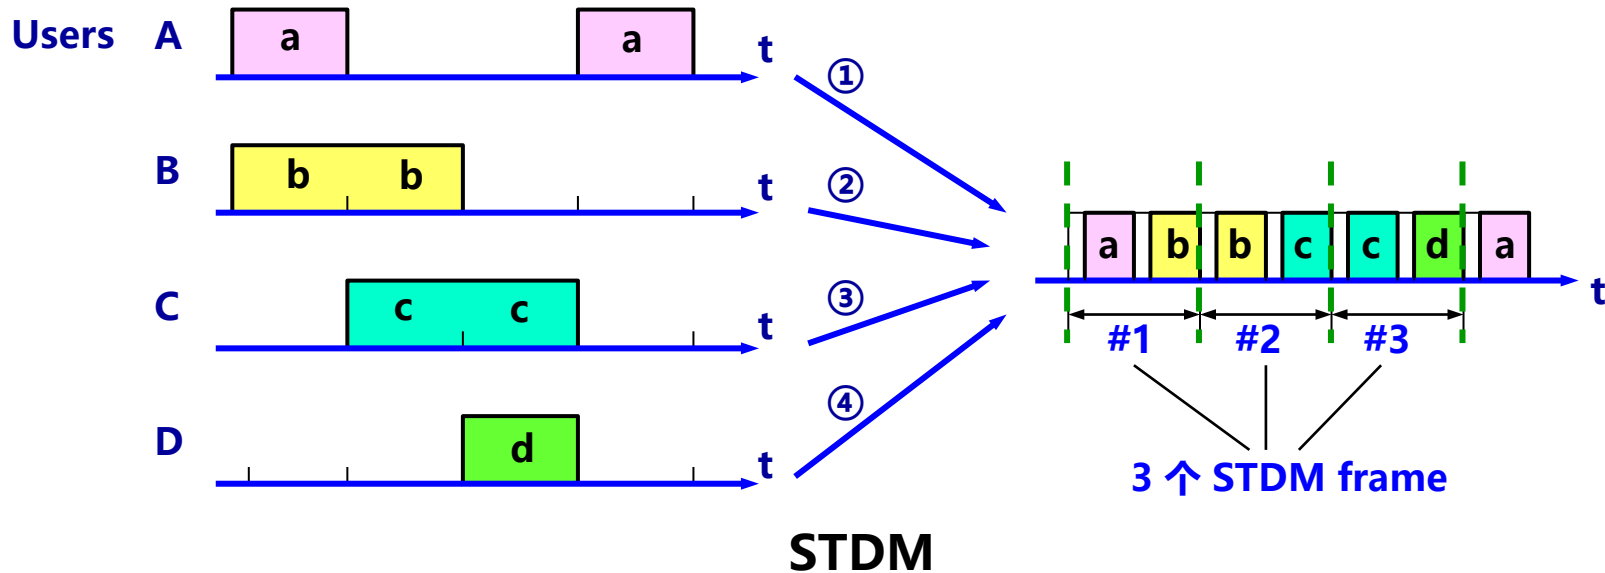 Users A a a t
①
B b b t
②
a b b c c d a
t
C c c t
③
#1 #2 #3
④
D d t
3 个 STDM frame
STDM